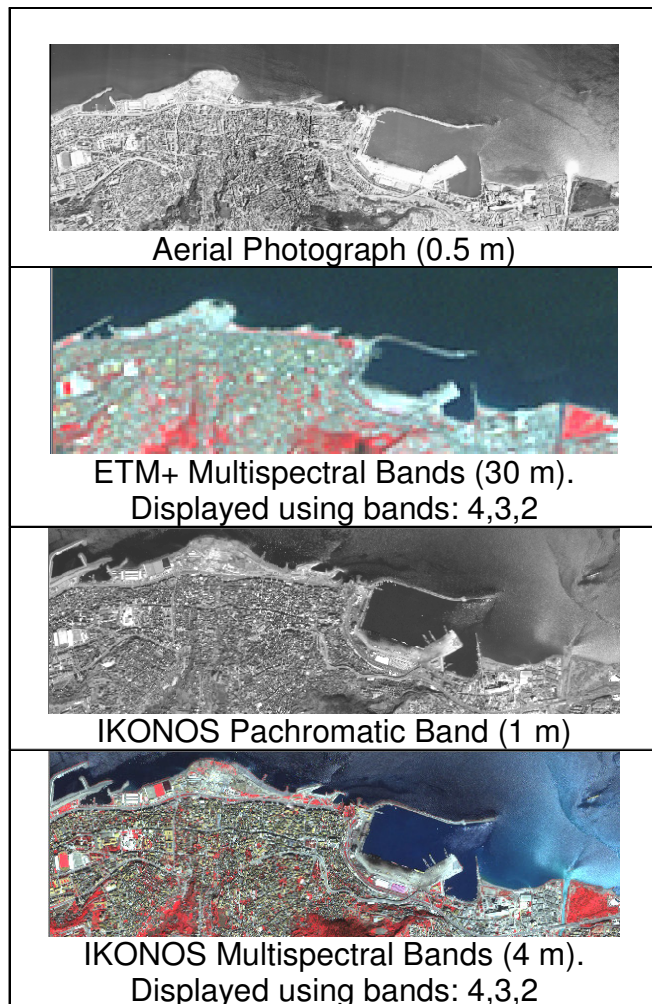 Aerial Photograph (0.5 m)
ETM+ Multispectral Bands (30 m).
Displayed using bands: 4,3,2
IKONOS Pachromatic Band (1 m)
IKONOS Multispectral Bands (4 m).
Displayed using bands: 4,3,2